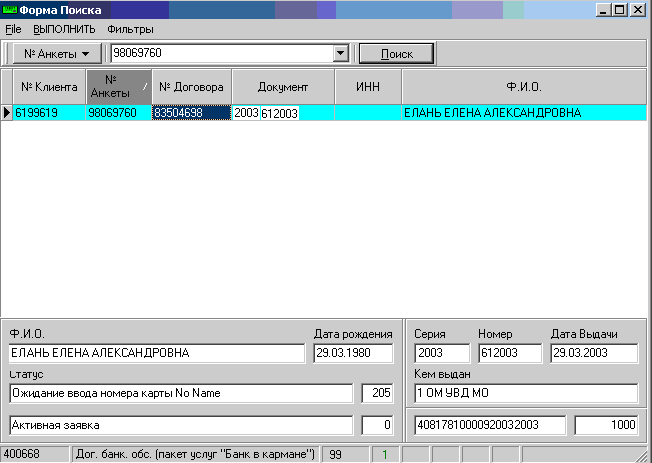 Форма Поиска
File ВЫПОЛНИТЬ Фильтры
№ Анкеты 98069760 Поиск
№ Клиента № Анкеты № Договора Документ ИНН Ф.И.О.
6199619 98069760 83504698 2003 612003 ЕЛАНЬ ЕЛЕНА АЛЕКСАНДРОВНА
Ф.И.О. Дата рождения Серия Номер Дата Выдачи
ЕЛАНЬ ЕЛЕНА АЛЕКСАНДРОВНА 29.03.1980 2003 612003 29.03.2003
Статус Кем выдан
Ожидание ввода номера карты No Name 205 1 ОМ УВД МО
Активная заявка 0 40817810000920032003 1000
400668 Дог. банк. обс. (пакет услуг "Банк в кармане") 99 1